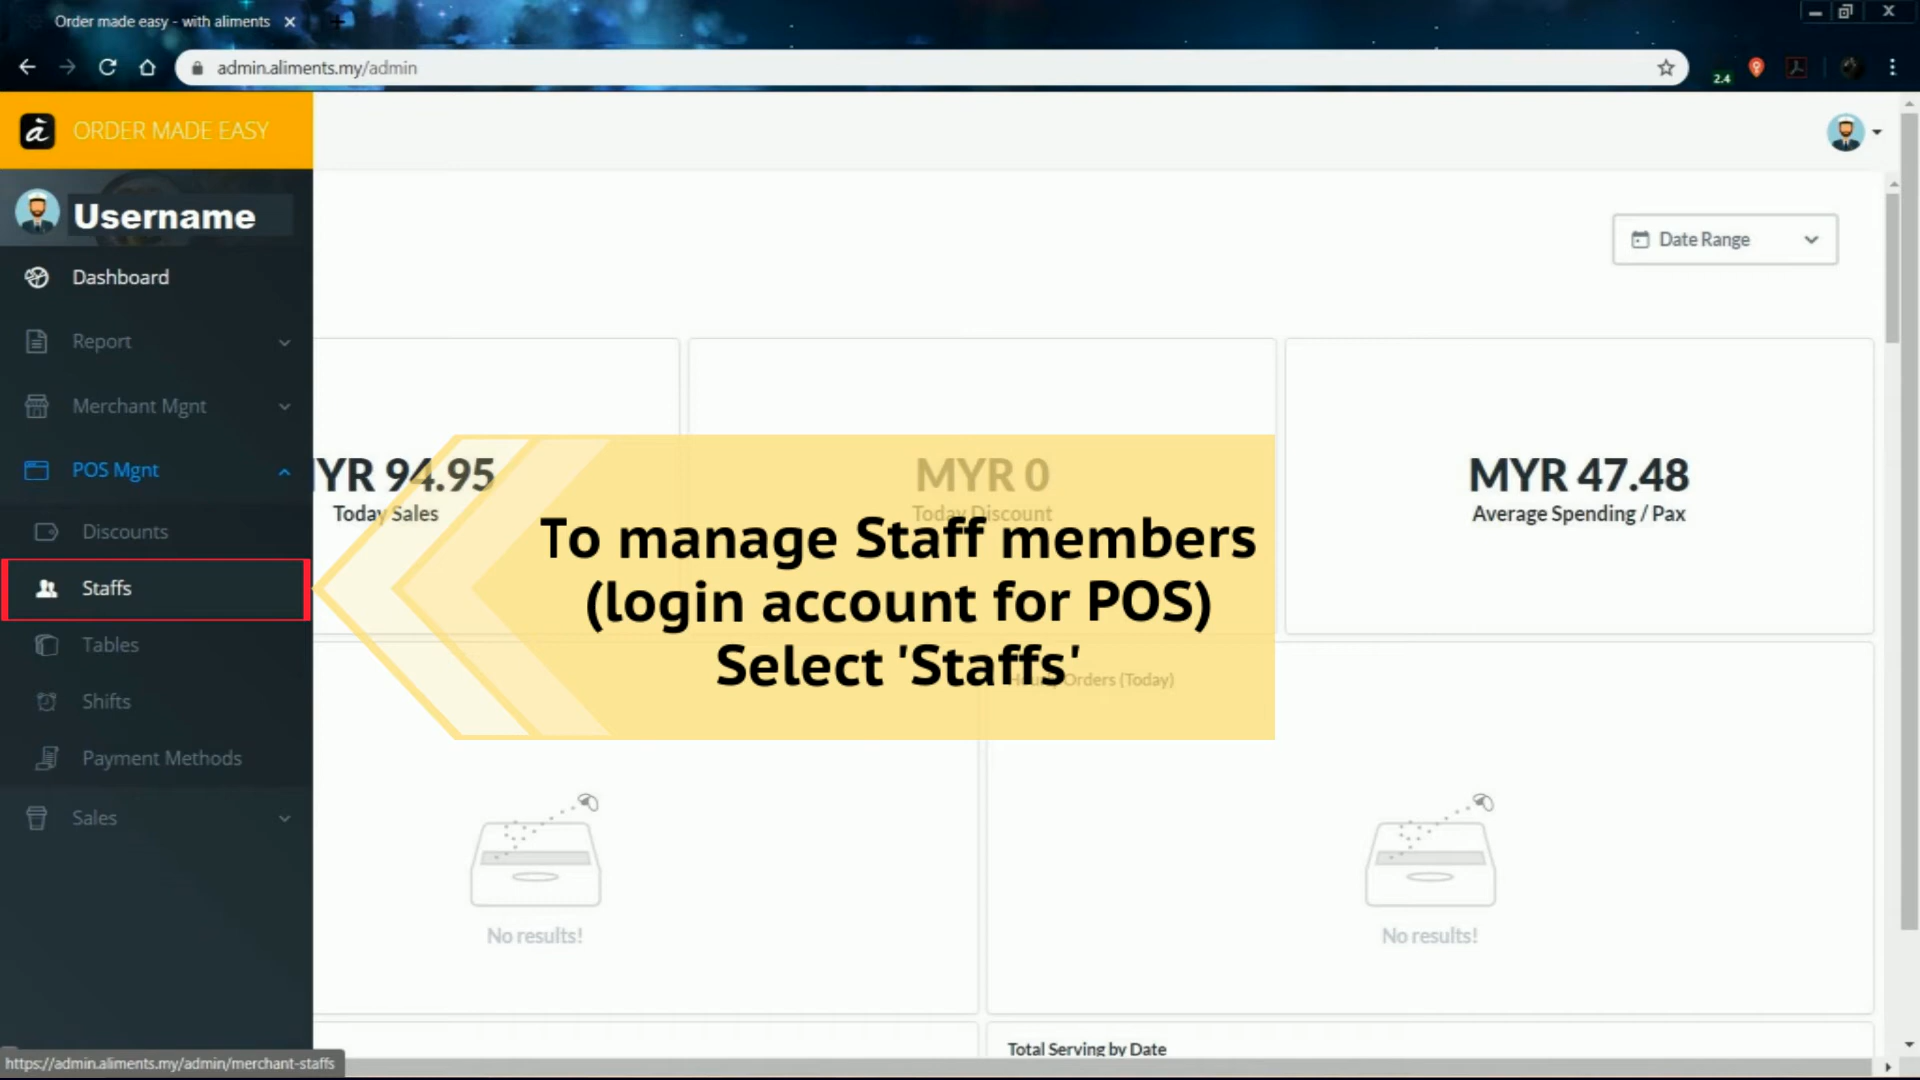 Order made easy - with aliments
admin.aliments.my/admin
2.4
à ORDER MADE EASY
Username
Date Range
Dashboard
Report
Merchant Mgnt
POS Mgnt
Discounts
Staffs
Tables
Shifts
Payment Methods
Sales
YR 94.95
Today Sales
MYR 0
Today Discount
MYR 47.48
Average Spending / Pax
To manage Staff members
(login account for POS)
Select 'Staffs'
Hourly Orders (Today)
No results!
No results!
Total Serving by Date
https://admin.aliments.my/admin/merchant-staffs